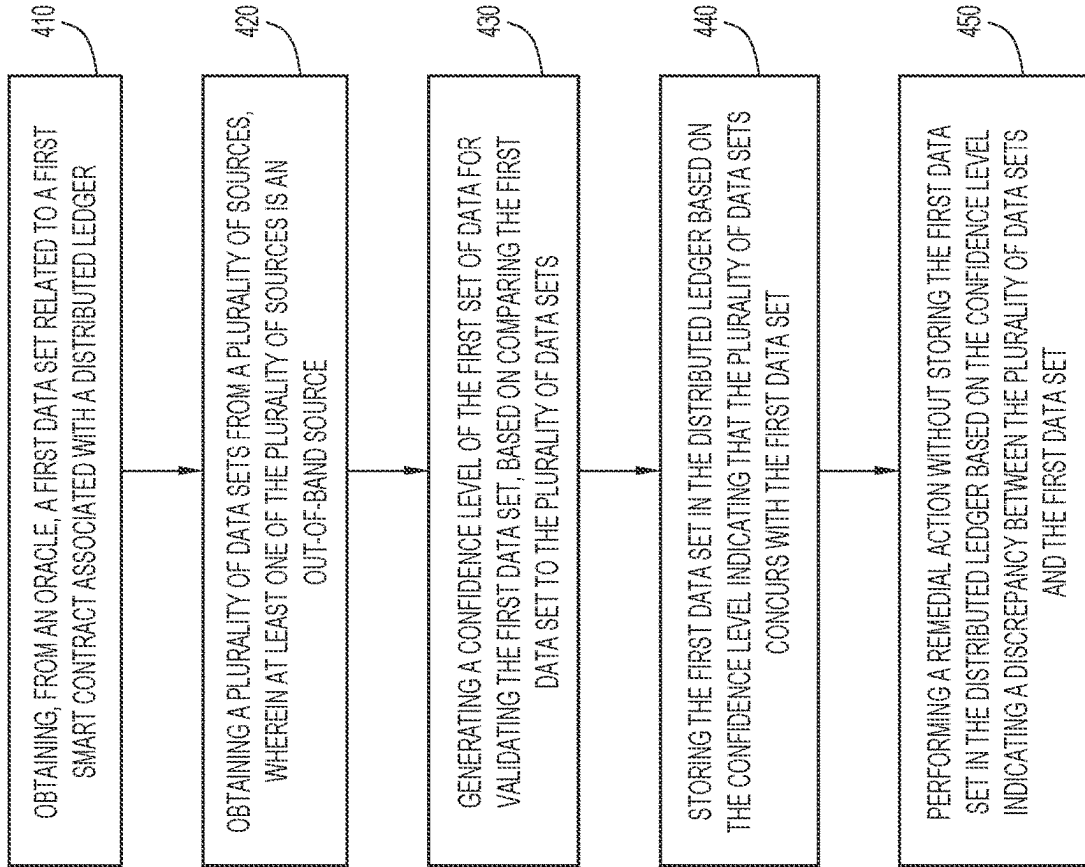 410
OBTAINING, FROM AN ORACLE, A FIRST DATA SET RELATED TO A FIRST
SMART CONTRACT ASSOCIATED WITH A DISTRIBUTED LEDGER
420
OBTAINING A PLURALITY OF DATA SETS FROM A PLURALITY OF SOURCES,
WHEREIN AT LEAST ONE OF THE PLURALITY OF SOURCES IS AN
OUT-OF-BAND SOURCE
430
GENERATING A CONFIDENCE LEVEL OF THE FIRST SET OF DATA FOR
VALIDATING THE FIRST DATA SET, BASED ON COMPARING THE FIRST
DATA SET TO THE PLURALITY OF DATA SETS
440
STORING THE FIRST DATA SET IN THE DISTRIBUTED LEDGER BASED ON
THE CONFIDENCE LEVEL INDICATING THAT THE PLURALITY OF DATA SETS
CONCURS WITH THE FIRST DATA SET
450
PERFORMING A REMEDIAL ACTION WITHOUT STORING THE FIRST DATA
SET IN THE DISTRIBUTED LEDGER BASED ON THE CONFIDENCE LEVEL
INDICATING A DISCREPANCY BETWEEN THE PLURALITY OF DATA SETS
AND THE FIRST DATA SET